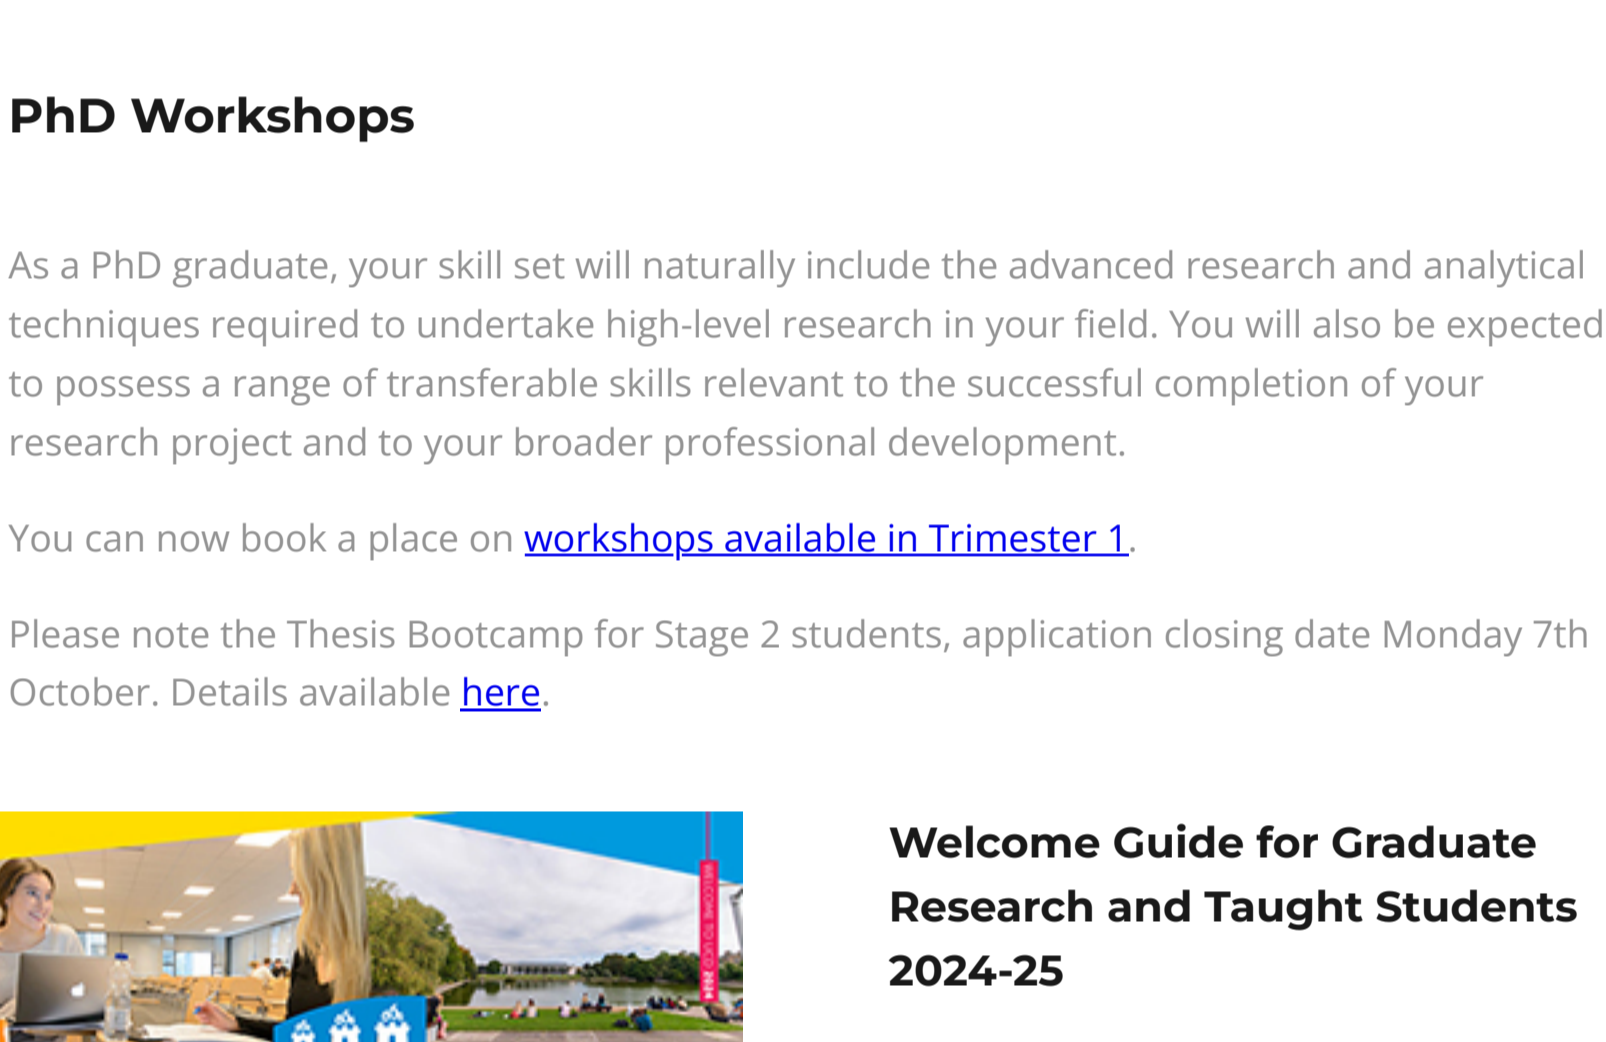 PhD Workshops
As a PhD graduate, your skill set will naturally include the advanced research and analytical
techniques required to undertake high-level research in your field. You will also be expected
to possess a range of transferable skills relevant to the successful completion of your
research project and to your broader professional development.
You can now book a place on workshops available in Trimester 1.
Please note the Thesis Bootcamp for Stage 2 students, application closing date Monday 7th
October. Details available here.
WELCOME TO UCD 2024
Welcome Guide for Graduate
Research and Taught Students
2024-25